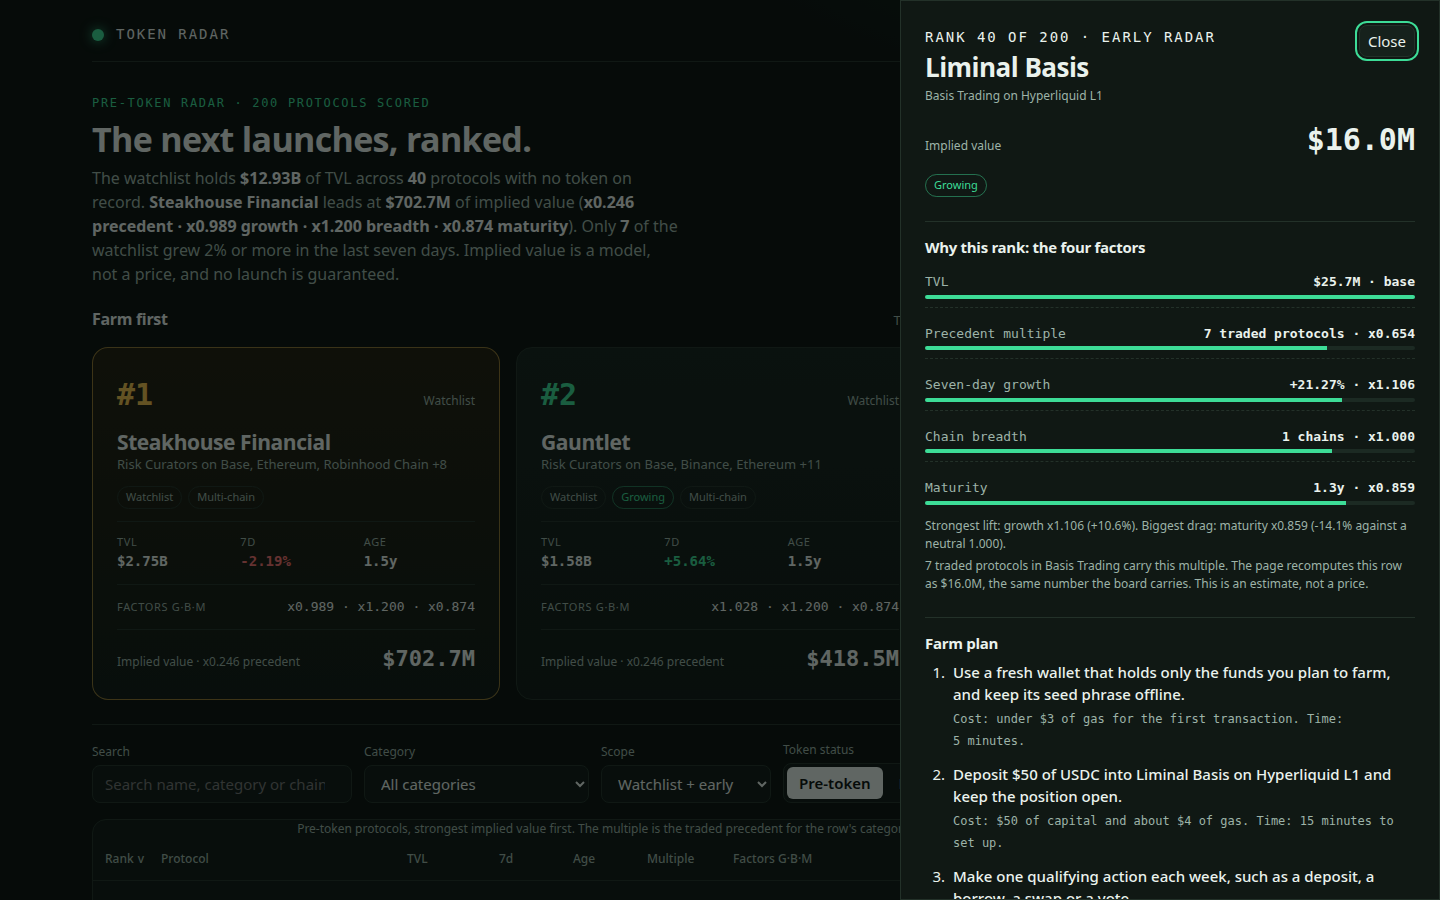 TOKEN RADAR
PRE-TOKEN RADAR · 200 PROTOCOLS SCORED
The next launches, ranked.
The watchlist holds $12.93B of TVL across 40 protocols with no token on
record. Steakhouse Financial leads at $702.7M of implied value (x0.246
precedent · x0.989 growth · x1.200 breadth · x0.874 maturity). Only 7 of the
watchlist grew 2% or more in the last seven days. Implied value is a model,
not a price, and no launch is guaranteed.
Farm first
#1
Watchlist
Steakhouse Financial
Risk Curators on Base, Ethereum, Robinhood Chain +8
Watchlist
Multi-chain
TVL
7D
AGE
$2.75B
-2.19%
1.5y
FACTORS G·B·M
x0.989 · x1.200 · x0.874
Implied value · x0.246 precedent
$702.7M
#2
Watchlist
Gauntlet
Risk Curators on Base, Binance, Ethereum +11
Watchlist
Growing
Multi-chain
TVL
7D
AGE
$1.58B
+5.64%
1.5y
FACTORS G·B·M
x1.028 · x1.200 · x0.874
Implied value · x0.246 precedent
$418.5M
Search
Category
Scope
Token status
Search name, category or chain
All categories
Watchlist + early
Pre-token
Pre-token protocols, strongest implied value first. The multiple is the traded precedent for the row's
Rank v
Protocol
TVL
7d
Age
Multiple
Factors G·B·M
RANK 40 OF 200 · EARLY RADAR
Close
Liminal Basis
Basis Trading on Hyperliquid L1
Implied value
$16.0M
Growing
Why this rank: the four factors
TVL
$25.7M · base
Precedent multiple
7 traded protocols · x0.654
Seven-day growth
+21.27% · x1.106
Chain breadth
1 chains · x1.000
Maturity
1.3y · x0.859
Strongest lift: growth x1.106 (+10.6%). Biggest drag: maturity x0.859 (-14.1% against a
neutral 1.000).
7 traded protocols in Basis Trading carry this multiple. The page recomputes this row
as $16.0M, the same number the board carries. This is an estimate, not a price.
Farm plan
1. Use a fresh wallet that holds only the funds you plan to farm,
and keep its seed phrase offline.
Cost: under $3 of gas for the first transaction. Time:
5 minutes.
2. Deposit $50 of USDC into Liminal Basis on Hyperliquid L1 and
keep the position open.
Cost: $50 of capital and about $4 of gas. Time: 15 minutes to
set up.
3. Make one qualifying action each week, such as a deposit, a
borrow, a swap or a vote.